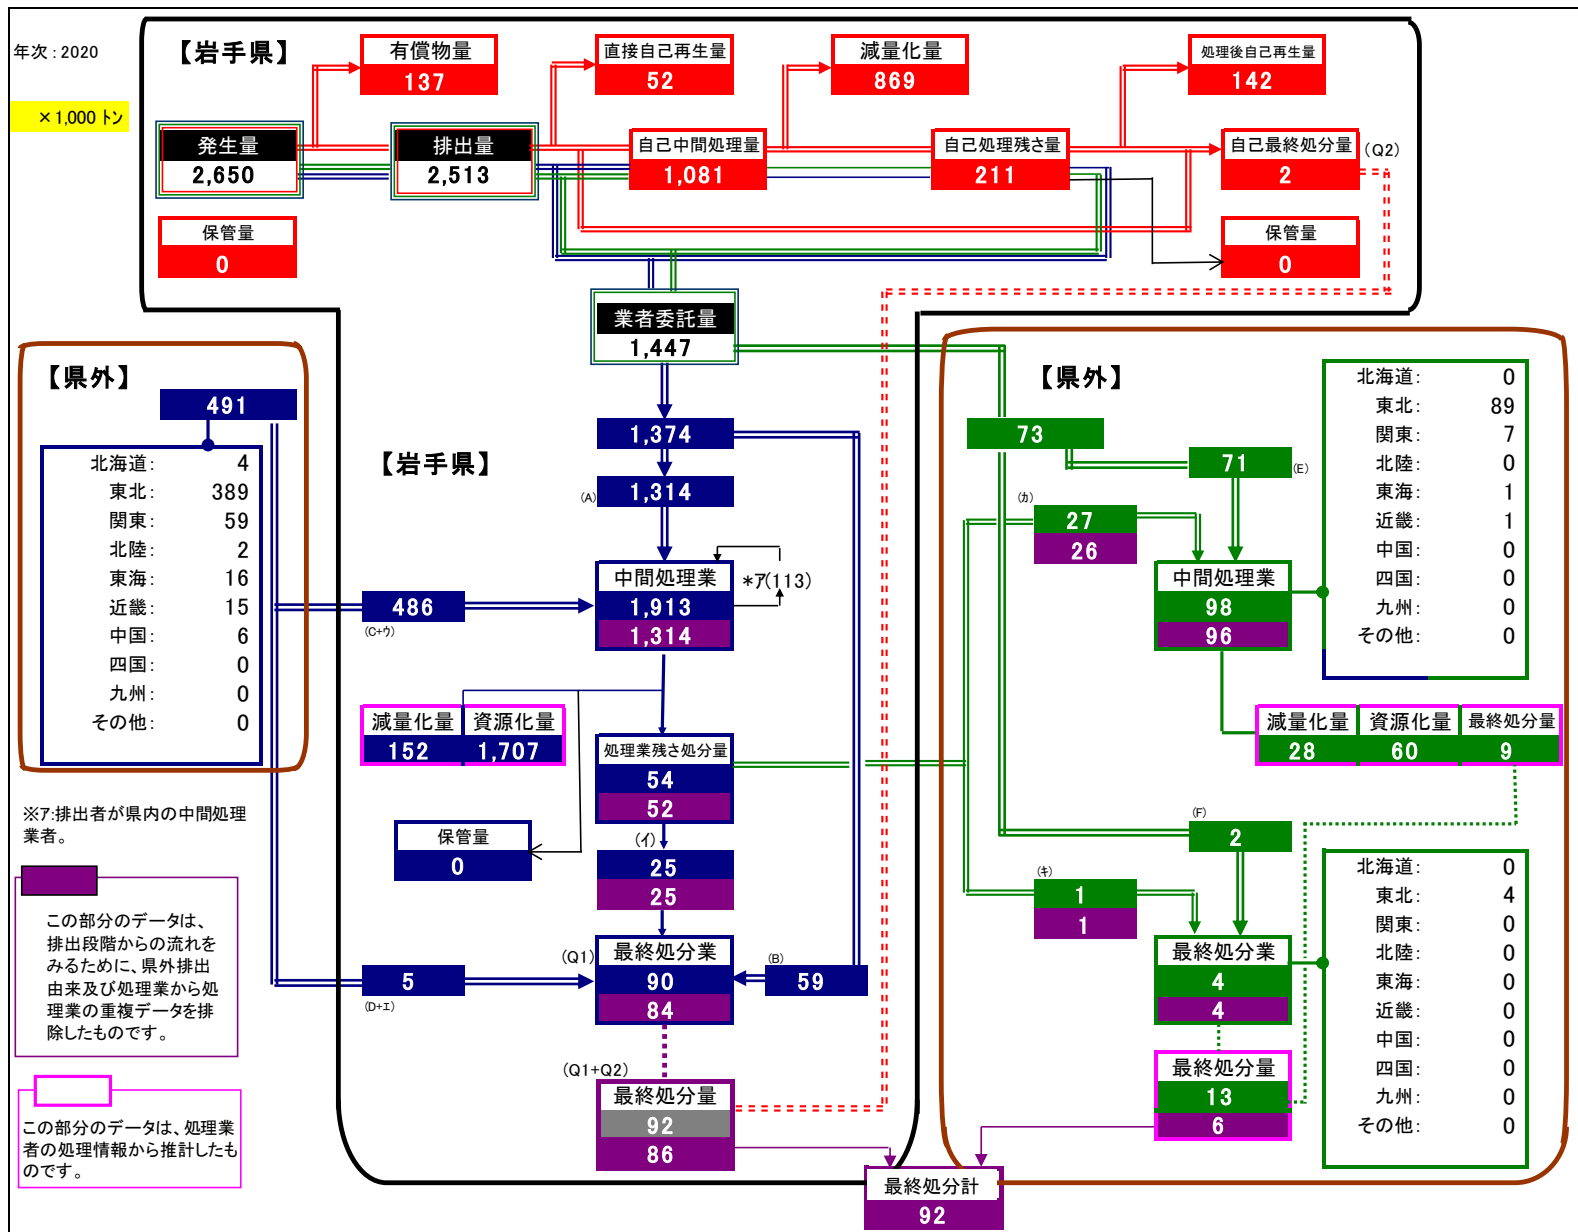 年次：2020
×1,000 トン
【岩手県】
有償物量
137
直接自己再生量
52
減量化量
869
処理後自己再生量
142
発生量
2,650
排出量
2,513
自己中間処理量
1,081
自己処理残さ量
211
自己最終処分量
2
(Q2)
保管量
0
保管量
0
業者委託量
1,447
【県外】
491
北海道： 4
東北： 389
関東： 59
北陸： 2
東海： 16
近畿： 15
中国： 6
四国： 0
九州： 0
その他： 0
【岩手県】
1,374
(A)
1,314
中間処理業
1,913
1,314
*ア(113)
486
(C+ウ)
減量化量
152
資源化量
1,707
処理業残さ処分量
54
52
保管量
0
(イ)
25
25
(Q1)
最終処分業
90
84
(B)
59
5
(D+エ)
(Q1+Q2)
最終処分量
92
86
【県外】
73
71
(E)
(カ)
27
26
中間処理業
98
96
北海道： 0
東北： 89
関東： 7
北陸： 0
東海： 1
近畿： 1
中国： 0
四国： 0
九州： 0
その他： 0
減量化量
28
資源化量
60
最終処分量
9
(F)
2
(キ)
1
1
最終処分業
4
4
最終処分量
13
6
北海道： 0
東北： 4
関東： 0
北陸： 0
東海： 0
近畿： 0
中国： 0
四国： 0
九州： 0
その他： 0
最終処分計
92
※ア:排出者が県内の中間処理
業者。
この部分のデータは、
排出段階からの流れを
みるために、県外排出
由来及び処理業から処
理業の重複データを排
除したものです。
この部分のデータは、処理業
者の処理情報から推計したも
のです。